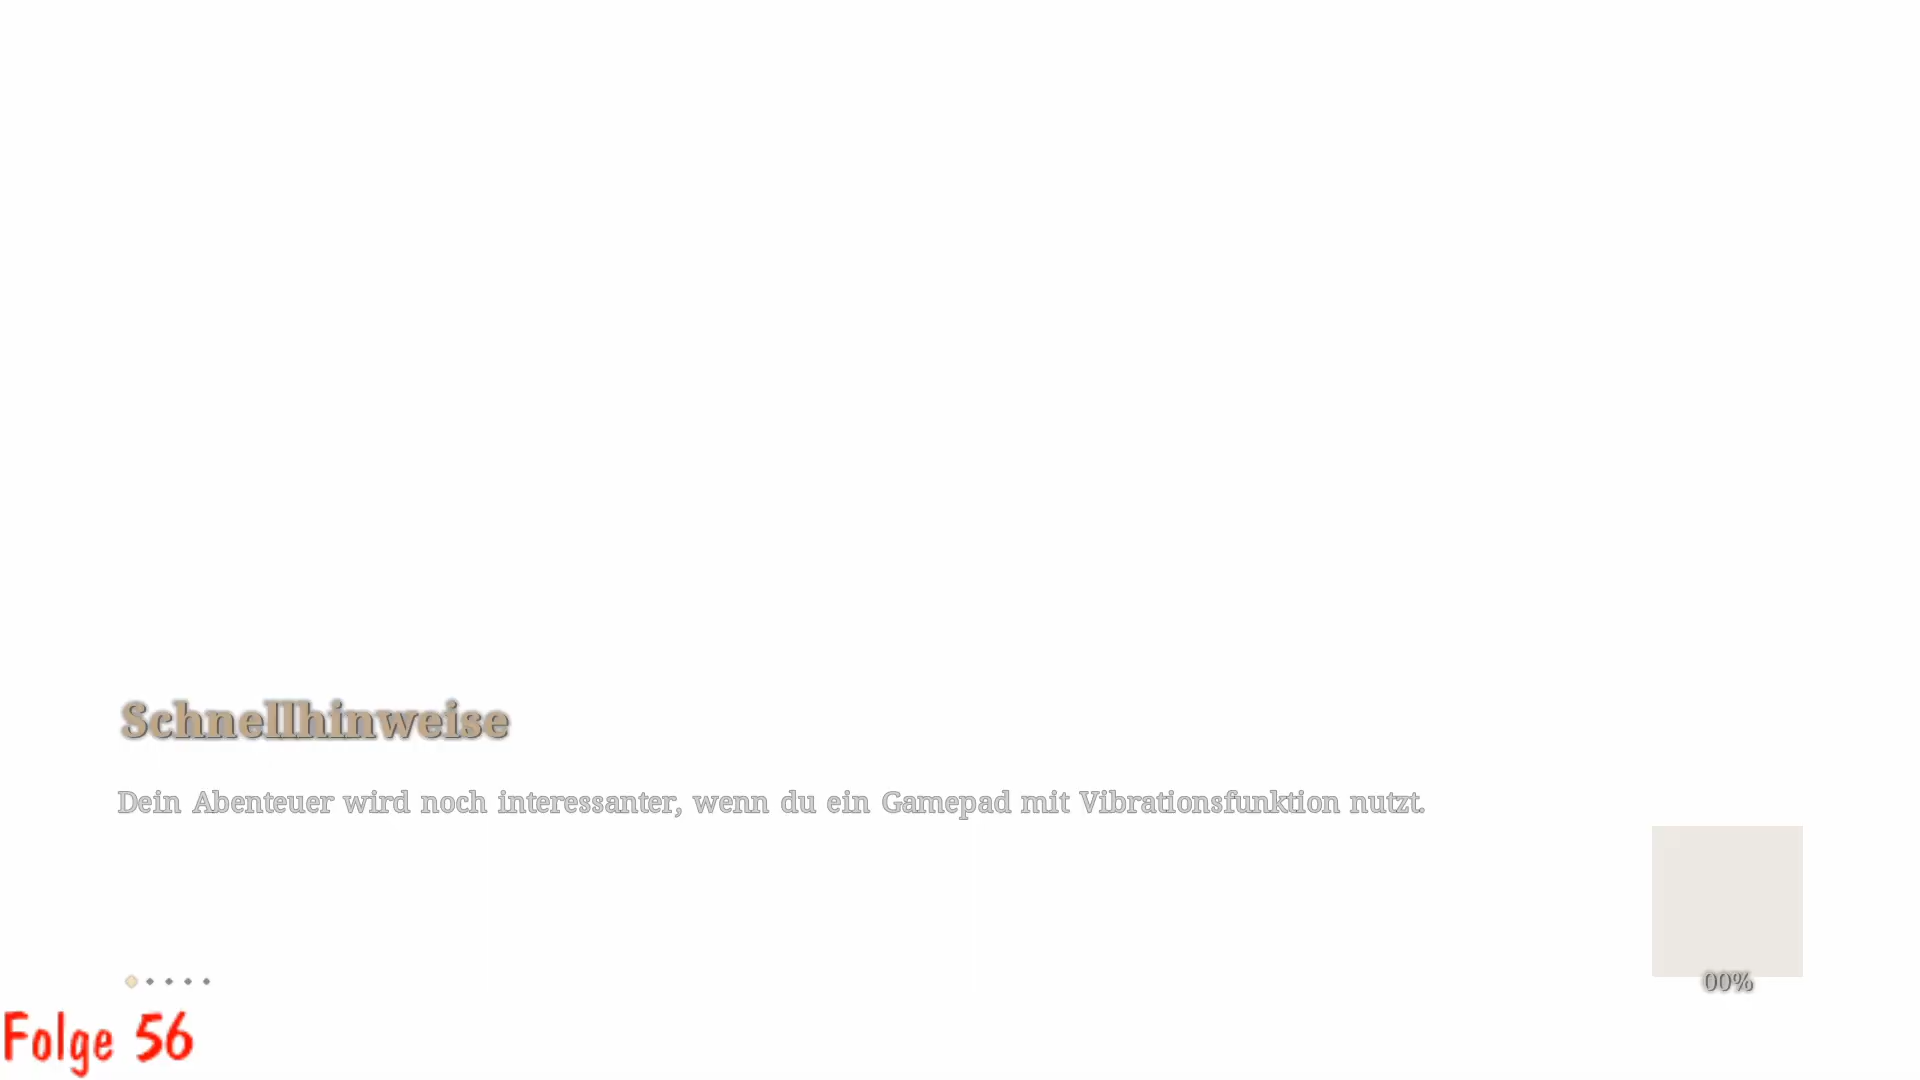 Schnellhinweise
Dein Abenteuer wird noch interessanter, wenn du ein Gamepad mit Vibrationsfunktion nutzt.
00%
Folge 56